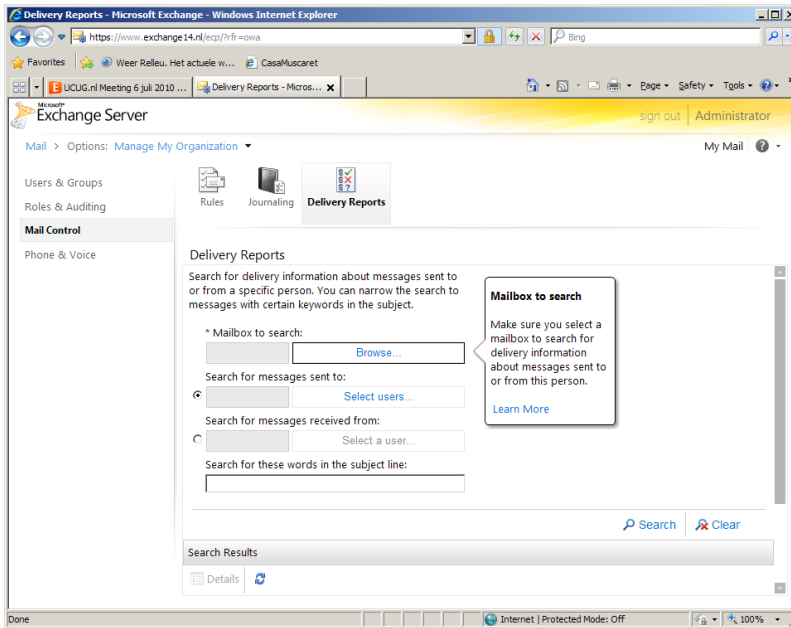 Delivery Reports - Microsoft Exchange - Windows Internet Explorer
https://www.exchange14.nl/ecp/?rfr=owa
Bing
Favorites
Weer Relleu. Het actuele w...
CasaMuscaret
UCUG.nl Meeting 6 juli 2010 ...
Delivery Reports - Micros...
Page
Safety
Tools
Microsoft
Exchange Server
sign out
Administrator
Mail > Options: Manage My Organization
My Mail
Users & Groups
Roles & Auditing
Mail Control
Phone & Voice
Rules
Journaling
Delivery Reports
Delivery Reports
Search for delivery information about messages sent to
or from a specific person. You can narrow the search to
messages with certain keywords in the subject.
* Mailbox to search:
Browse...
Search for messages sent to:
Select users...
Search for messages received from:
Select a user...
Search for these words in the subject line:
Mailbox to search
Make sure you select a
mailbox to search for
delivery information
about messages sent to
or from this person.
Learn More
Search
Clear
Search Results
Details
Done
Internet | Protected Mode: Off
100%